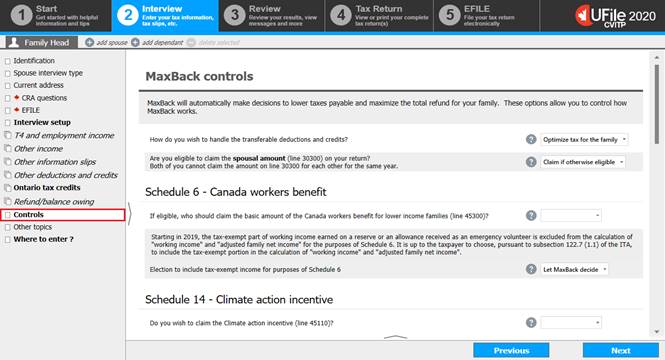 1 Start
Get started with helpful information and tips
2 Interview
Enter your tax information, tax slips, etc.
3 Review
Review your results, view messages and more
4 Tax Return
View or print your complete tax return(s)
5 EFILE
File your tax return electronically
UFile 2020
CVITP
Family Head
add spouse
add dependant
delete selected
Identification
Spouse interview type
Current address
CRA questions
EFILE
Interview setup
T4 and employment income
Other income
Other information slips
Other deductions and credits
Ontario tax credits
Refund/balance owing
Controls
Other topics
Where to enter ?
MaxBack controls
MaxBack will automatically make decisions to lower taxes payable and maximize the total refund for your family. These options allow you to control how
MaxBack works.
How do you wish to handle the transferable deductions and credits?
? Optimize tax for the family
Are you eligible to claim the spousal amount (line 30300) on your return?
Both of you cannot claim the amount on line 30300 for each other for the same year.
? Claim if otherwise eligible
Schedule 6 - Canada workers benefit
If eligible, who should claim the basic amount of the Canada workers benefit for lower income families (line 45300)?
?
Starting in 2019, the tax-exempt part of working income earned on a reserve or an allowance received as an emergency volunteer is excluded from the calculation of
"working income" and "adjusted family net income" for the purposes of Schedule 6. It is up to the taxpayer to choose, pursuant to subsection 122.7 (1.1) of the ITA,
to include the tax-exempt portion in the calculation of "working income" and "adjusted family net income".
Election to include tax-exempt income for purposes of Schedule 6
? Let MaxBack decide
Schedule 14 - Climate action incentive
Do you wish to claim the Climate action incentive (line 45110)?
?
Previous
Next